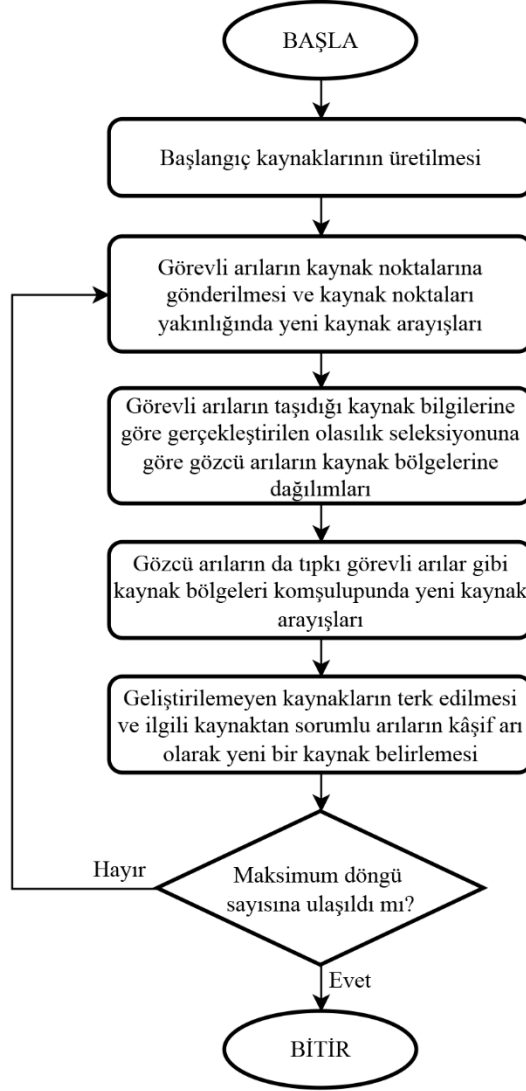 BAŞLA
Başlangıç kaynaklarının üretilmesi
Görevli arıların kaynak noktalarına
gönderilmesi ve kaynak noktaları
yakınlığında yeni kaynak arayışları
Görevli arıların taşıdığı kaynak bilgilerine
göre gerçekleştirilen olasılık seleksiyonuna
göre gözcü arıların kaynak bölgelerine
dağılımları
Gözcü arıların da tıpkı görevli arılar gibi
kaynak bölgeleri komşulupunda yeni kaynak
arayışları
Geliştirilemeyen kaynakların terk edilmesi
ve ilgili kaynaktan sorumlu arıların kâşif arı
olarak yeni bir kaynak belirlemesi
Hayır
Maksimum döngü
sayısına ulaşıldı mı?
Evet
BİTİR